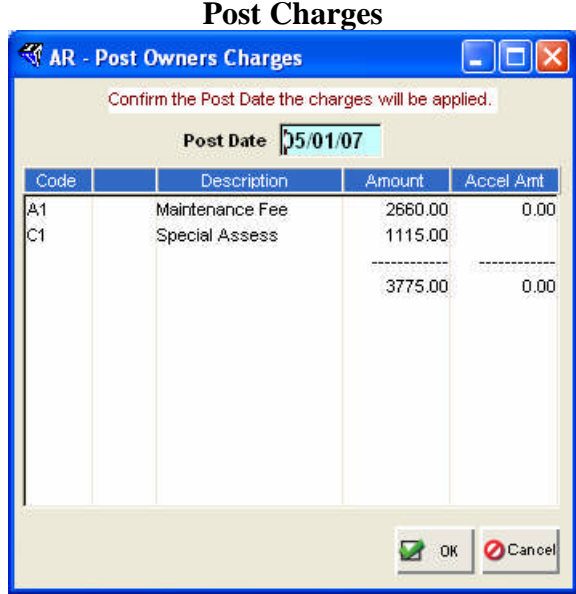 Post Charges
AR - Post Owners Charges
Confirm the Post Date the charges will be applied.
Post Date 05/01/07
Code Description Amount Accel Amt
A1 Maintenance Fee 2660.00 0.00
C1 Special Assess 1115.00
----------- -----------
3775.00 0.00
OK Cancel